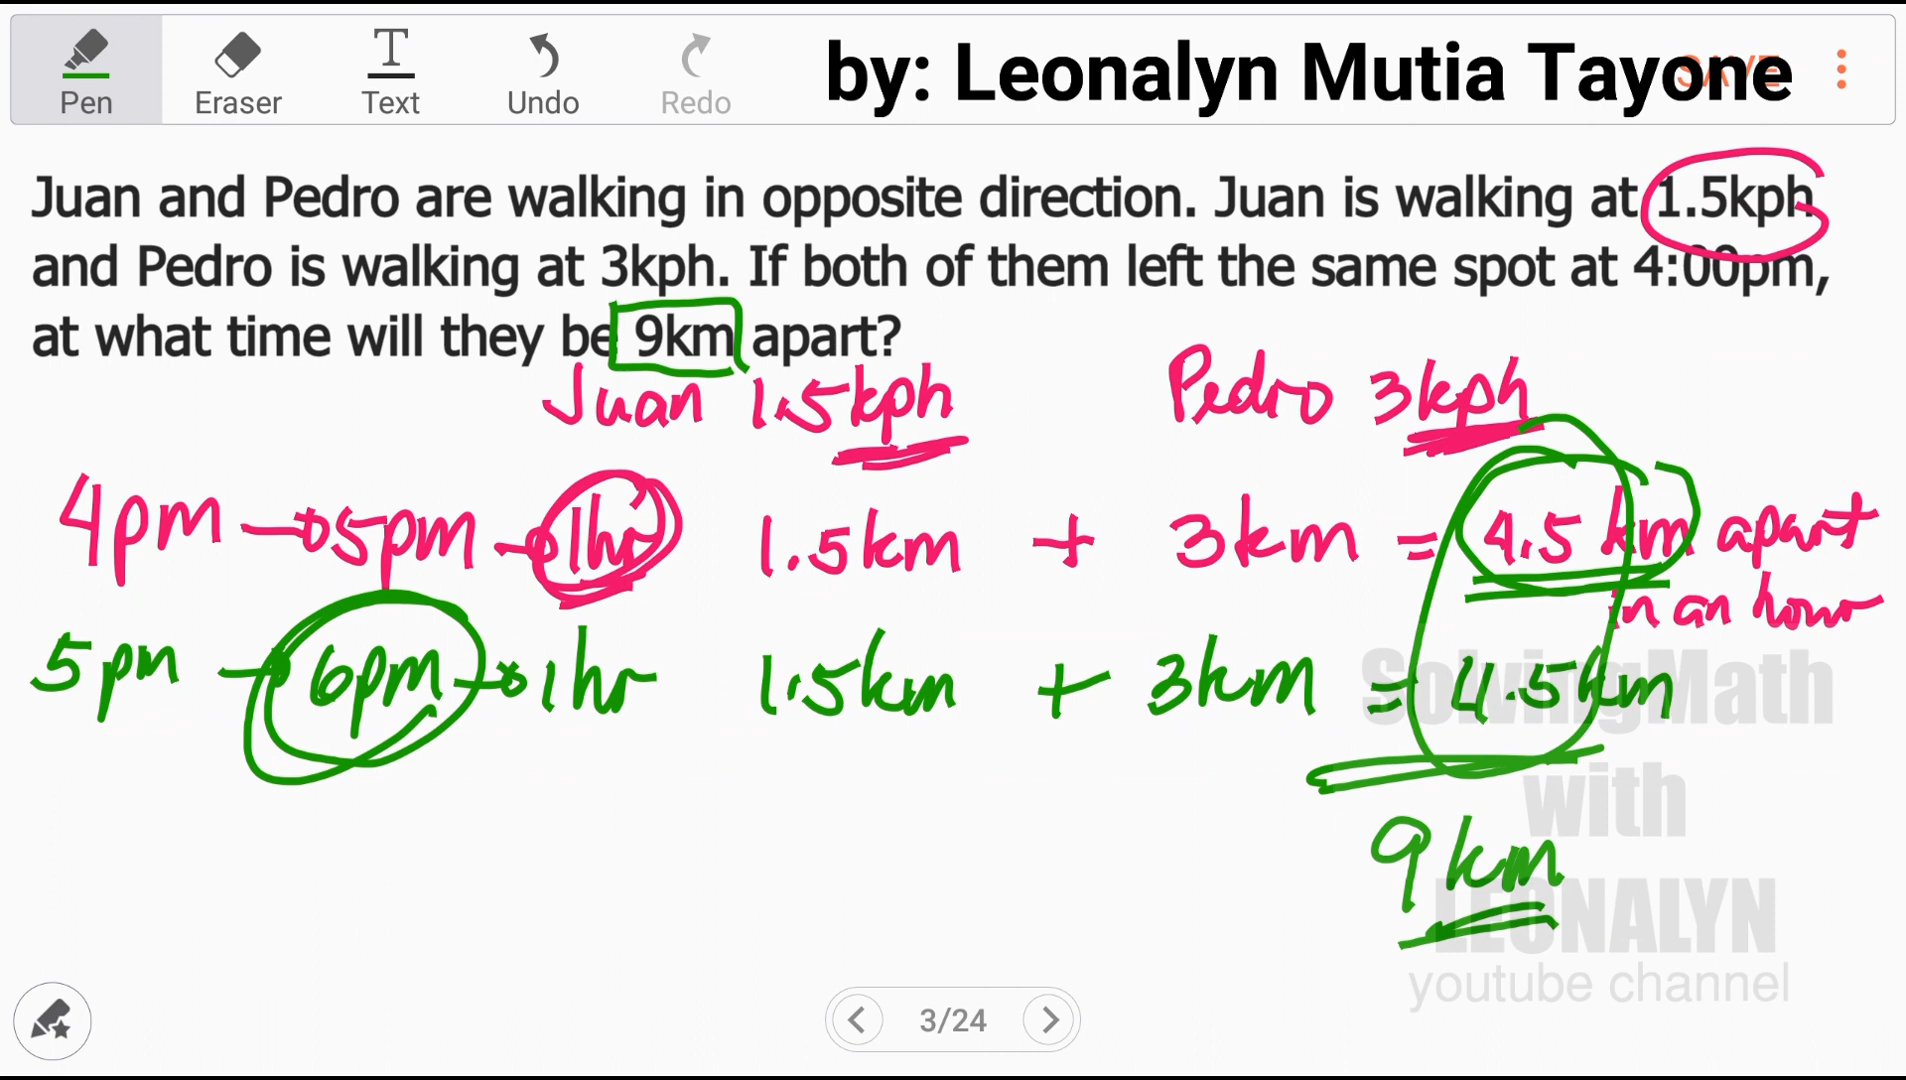 Pen Eraser Text Undo Redo by: Leonalyn Mutia Tayone
Juan and Pedro are walking in opposite direction. Juan is walking at 1.5kph
and Pedro is walking at 3kph. If both of them left the same spot at 4:00pm,
at what time will they be 9km apart?
Juan 1.5kph Pedro 3kph
4pm → 5pm → 1hr 1.5km + 3km = 4.5 km apart
in an hour
5pm → 6pm → 1hr 1.5km + 3km = 4.5km
9km
SolvingMath
with
LEONALYN
youtube channel
3/24